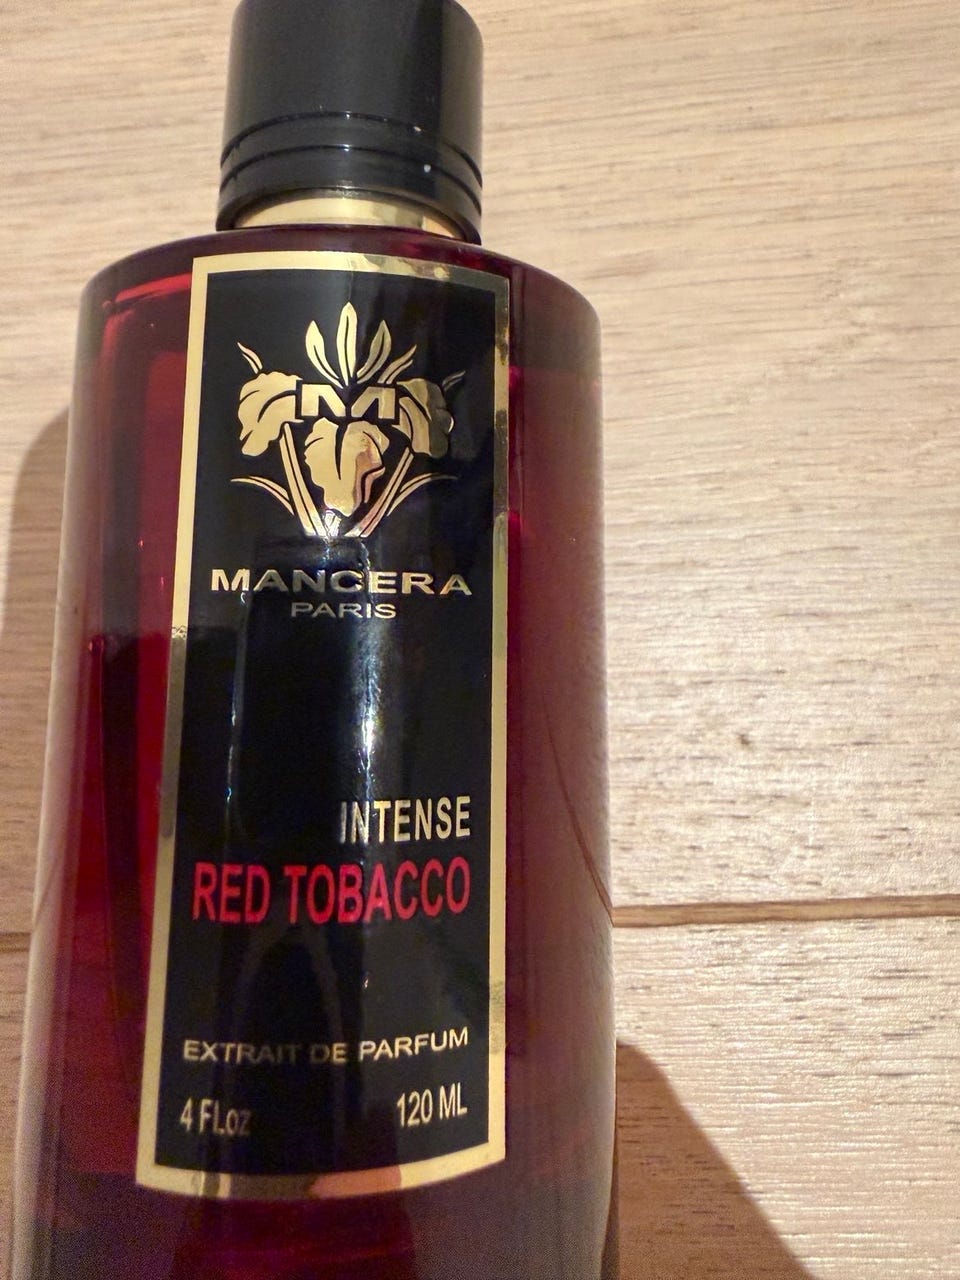 M
MANCERA
PARIS
INTENSE
RED TOBACCO
EXTRAIT DE PARFUM
4 FLoz 120 ML